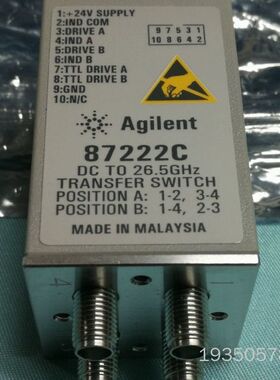 1:+24V SUPPLY
2:IND COM
3:DRIVE A
4:IND A
5:DRIVE B
6:IND B
7:TTL DRIVE A
8:TTL DRIVE B
9:GND
10:N/C
9 7 5 3 1
10 8 6 4 2
Agilent
87222C
DC TO 26.5GHz
TRANSFER SWITCH
POSITION A: 1-2, 3-4
POSITION B: 1-4, 2-3
MADE IN MALAYSIA
4
1